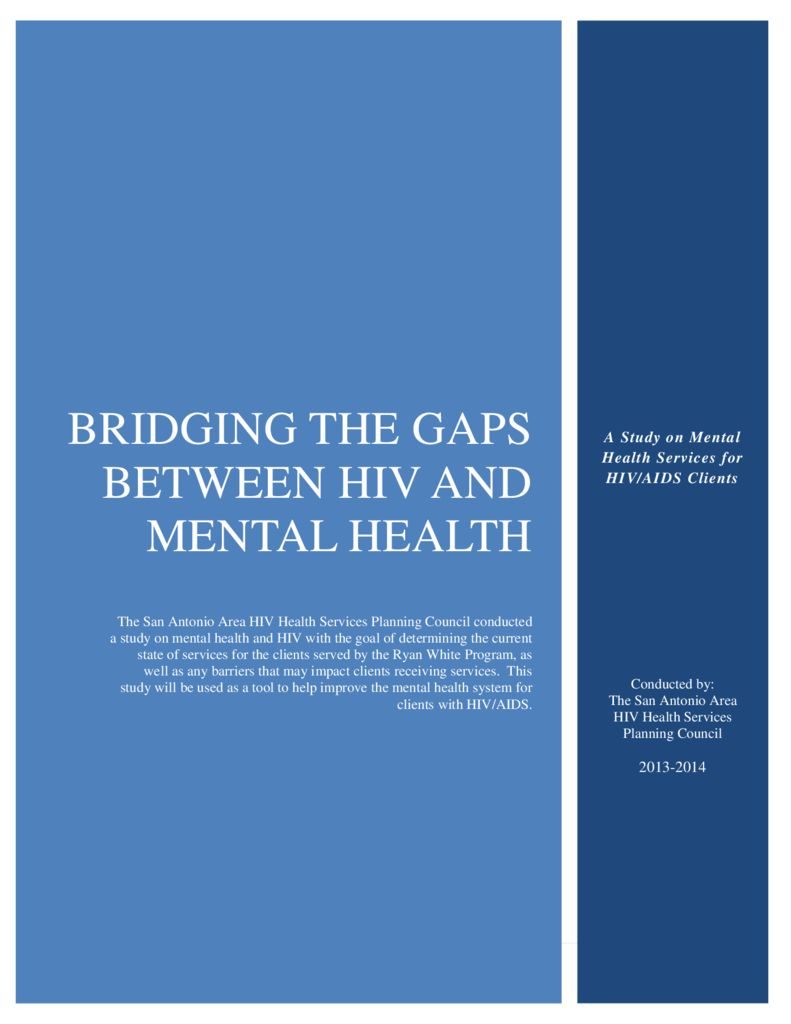 BRIDGING THE GAPS
BETWEEN HIV AND
MENTAL HEALTH
The San Antonio Area HIV Health Services Planning Council conducted
a study on mental health and HIV with the goal of determining the current
state of services for the clients served by the Ryan White Program, as
well as any barriers that may impact clients receiving services. This
study will be used as a tool to help improve the mental health system for
clients with HIV/AIDS.
A Study on Mental
Health Services for
HIV/AIDS Clients
Conducted by:
The San Antonio Area
HIV Health Services
Planning Council
2013-2014